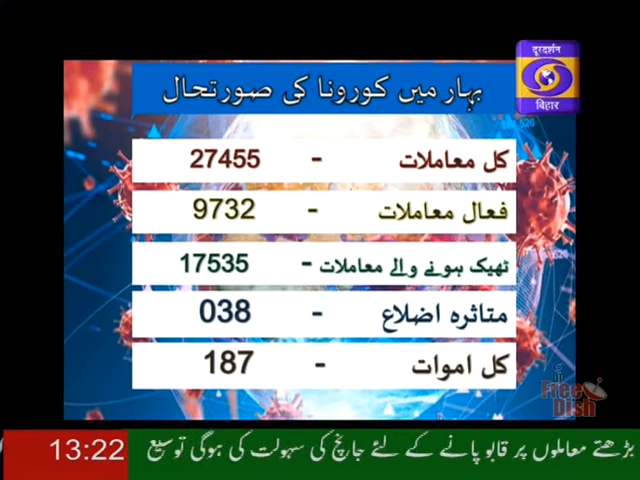 दूरदर्शन
बिहार
بہار میں کورونا کی صورتحال
کل معاملات - 27455
فعال معاملات - 9732
ٹھیک ہونے والے معاملات - 17535
متاثرہ اضلاع - 038
کل اموات - 187
Free
Dish
13:22
بڑھتے معاملوں پر قابو پانے کے لئے جانچ کی سہولت کی ہوگی توسیع